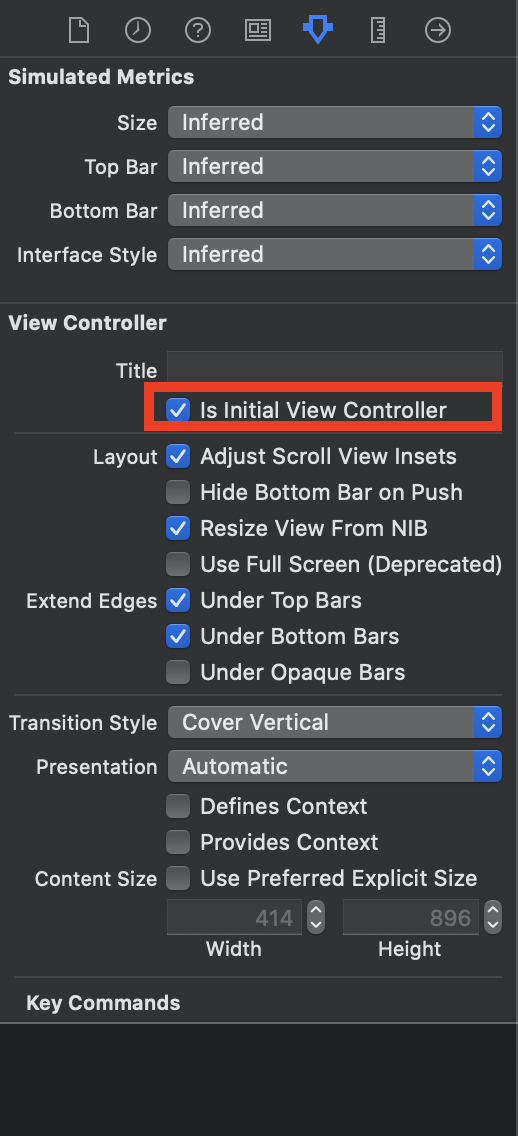 Simulated Metrics
Size Inferred
Top Bar Inferred
Bottom Bar Inferred
Interface Style Inferred
View Controller
Title
Is Initial View Controller
Layout Adjust Scroll View Insets
Hide Bottom Bar on Push
Resize View From NIB
Use Full Screen (Deprecated)
Extend Edges Under Top Bars
Under Bottom Bars
Under Opaque Bars
Transition Style Cover Vertical
Presentation Automatic
Defines Context
Provides Context
Content Size Use Preferred Explicit Size
414 896
Width Height
Key Commands